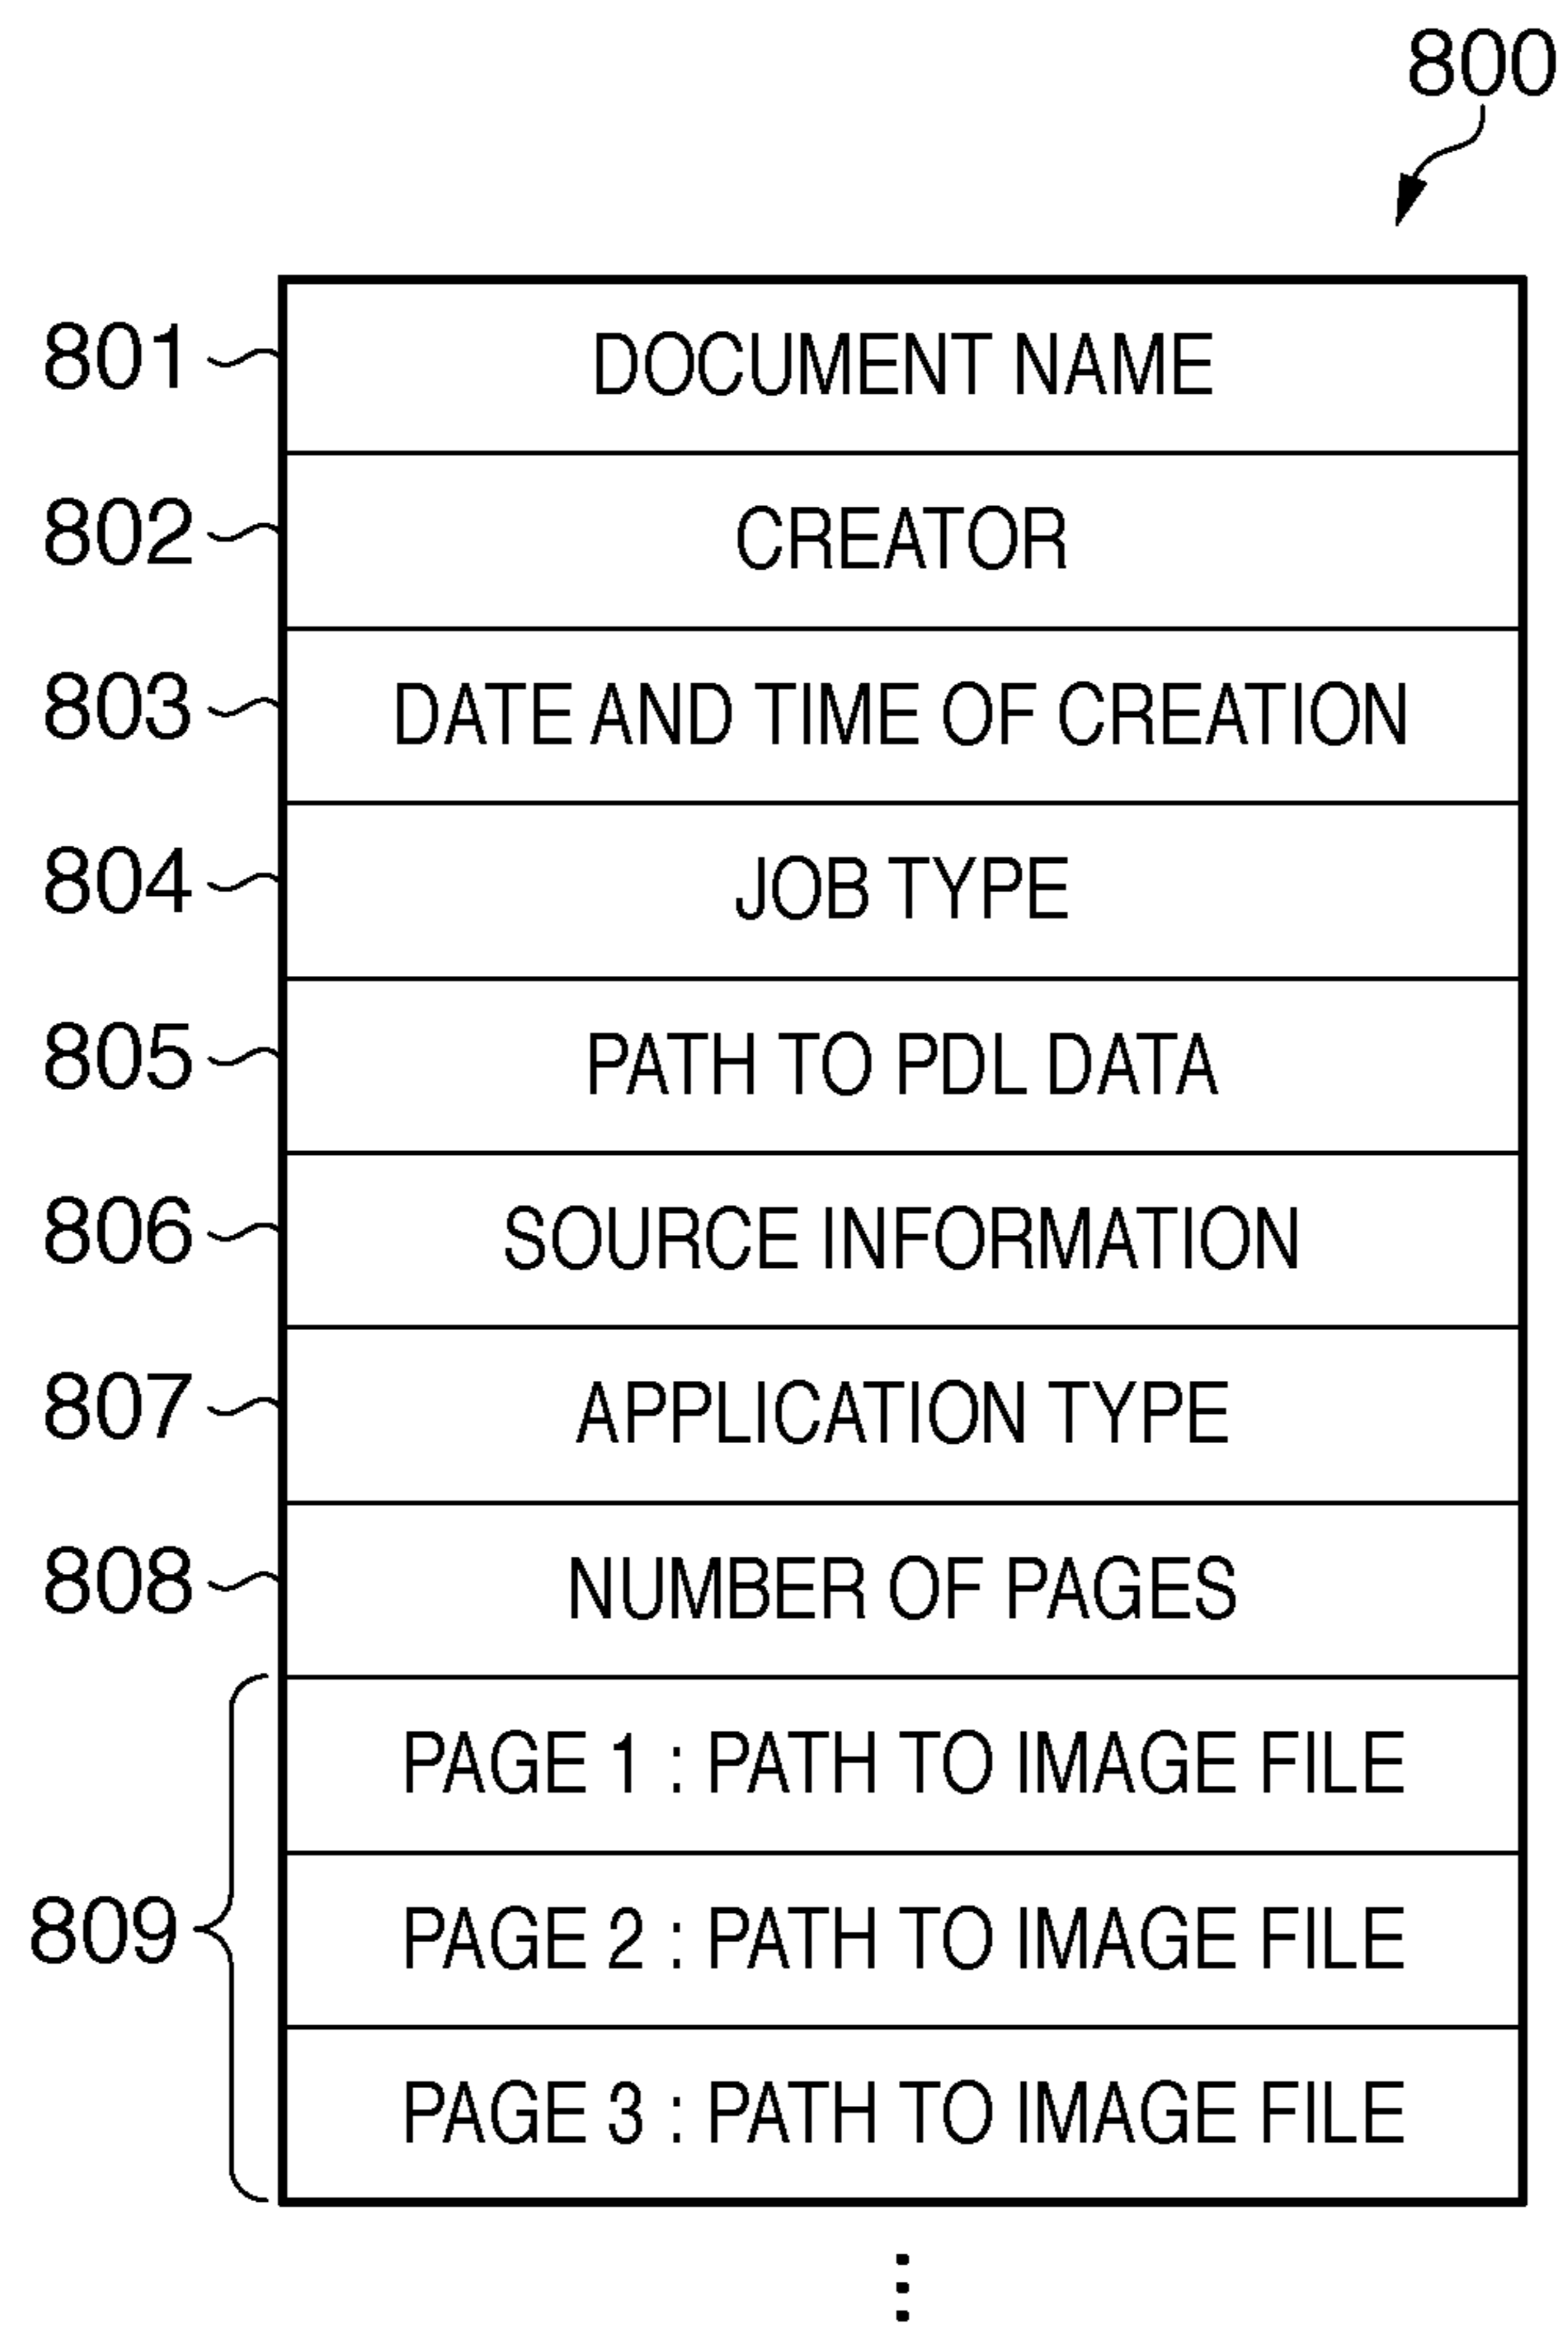 800
801 DOCUMENT NAME
802 CREATOR
803 DATE AND TIME OF CREATION
804 JOB TYPE
805 PATH TO PDL DATA
806 SOURCE INFORMATION
807 APPLICATION TYPE
808 NUMBER OF PAGES
PAGE 1 : PATH TO IMAGE FILE
809 PAGE 2 : PATH TO IMAGE FILE
PAGE 3 : PATH TO IMAGE FILE